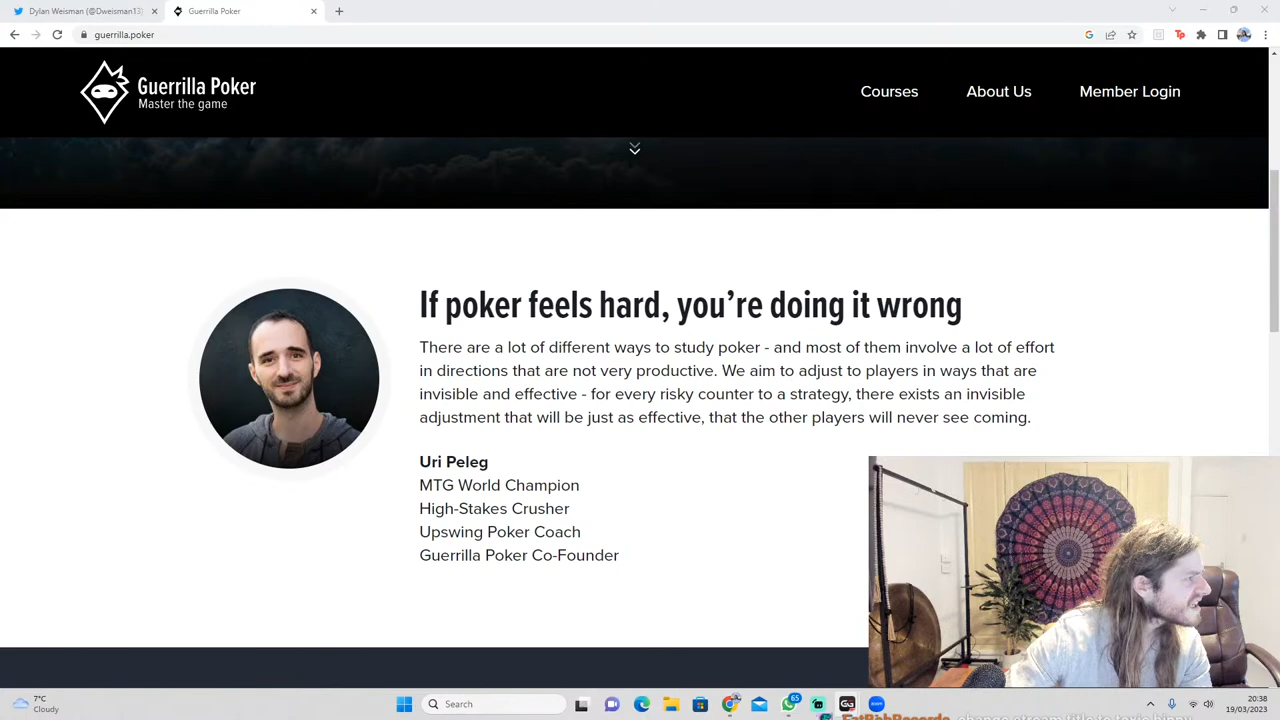 Dylan Weisman (@Dweisman13)
Guerrilla Poker
guerrilla.poker
Guerrilla Poker
Master the game
Courses
About Us
Member Login
If poker feels hard, you’re doing it wrong
There are a lot of different ways to study poker - and most of them involve a lot of effort
in directions that are not very productive. We aim to adjust to players in ways that are
invisible and effective - for every risky counter to a strategy, there exists an invisible
adjustment that will be just as effective, that the other players will never see coming.
Uri Peleg
MTG World Champion
High-Stakes Crusher
Upswing Poker Coach
Guerrilla Poker Co-Founder
7°C
Cloudy
Search
65
zoom
20:38
19/03/2023